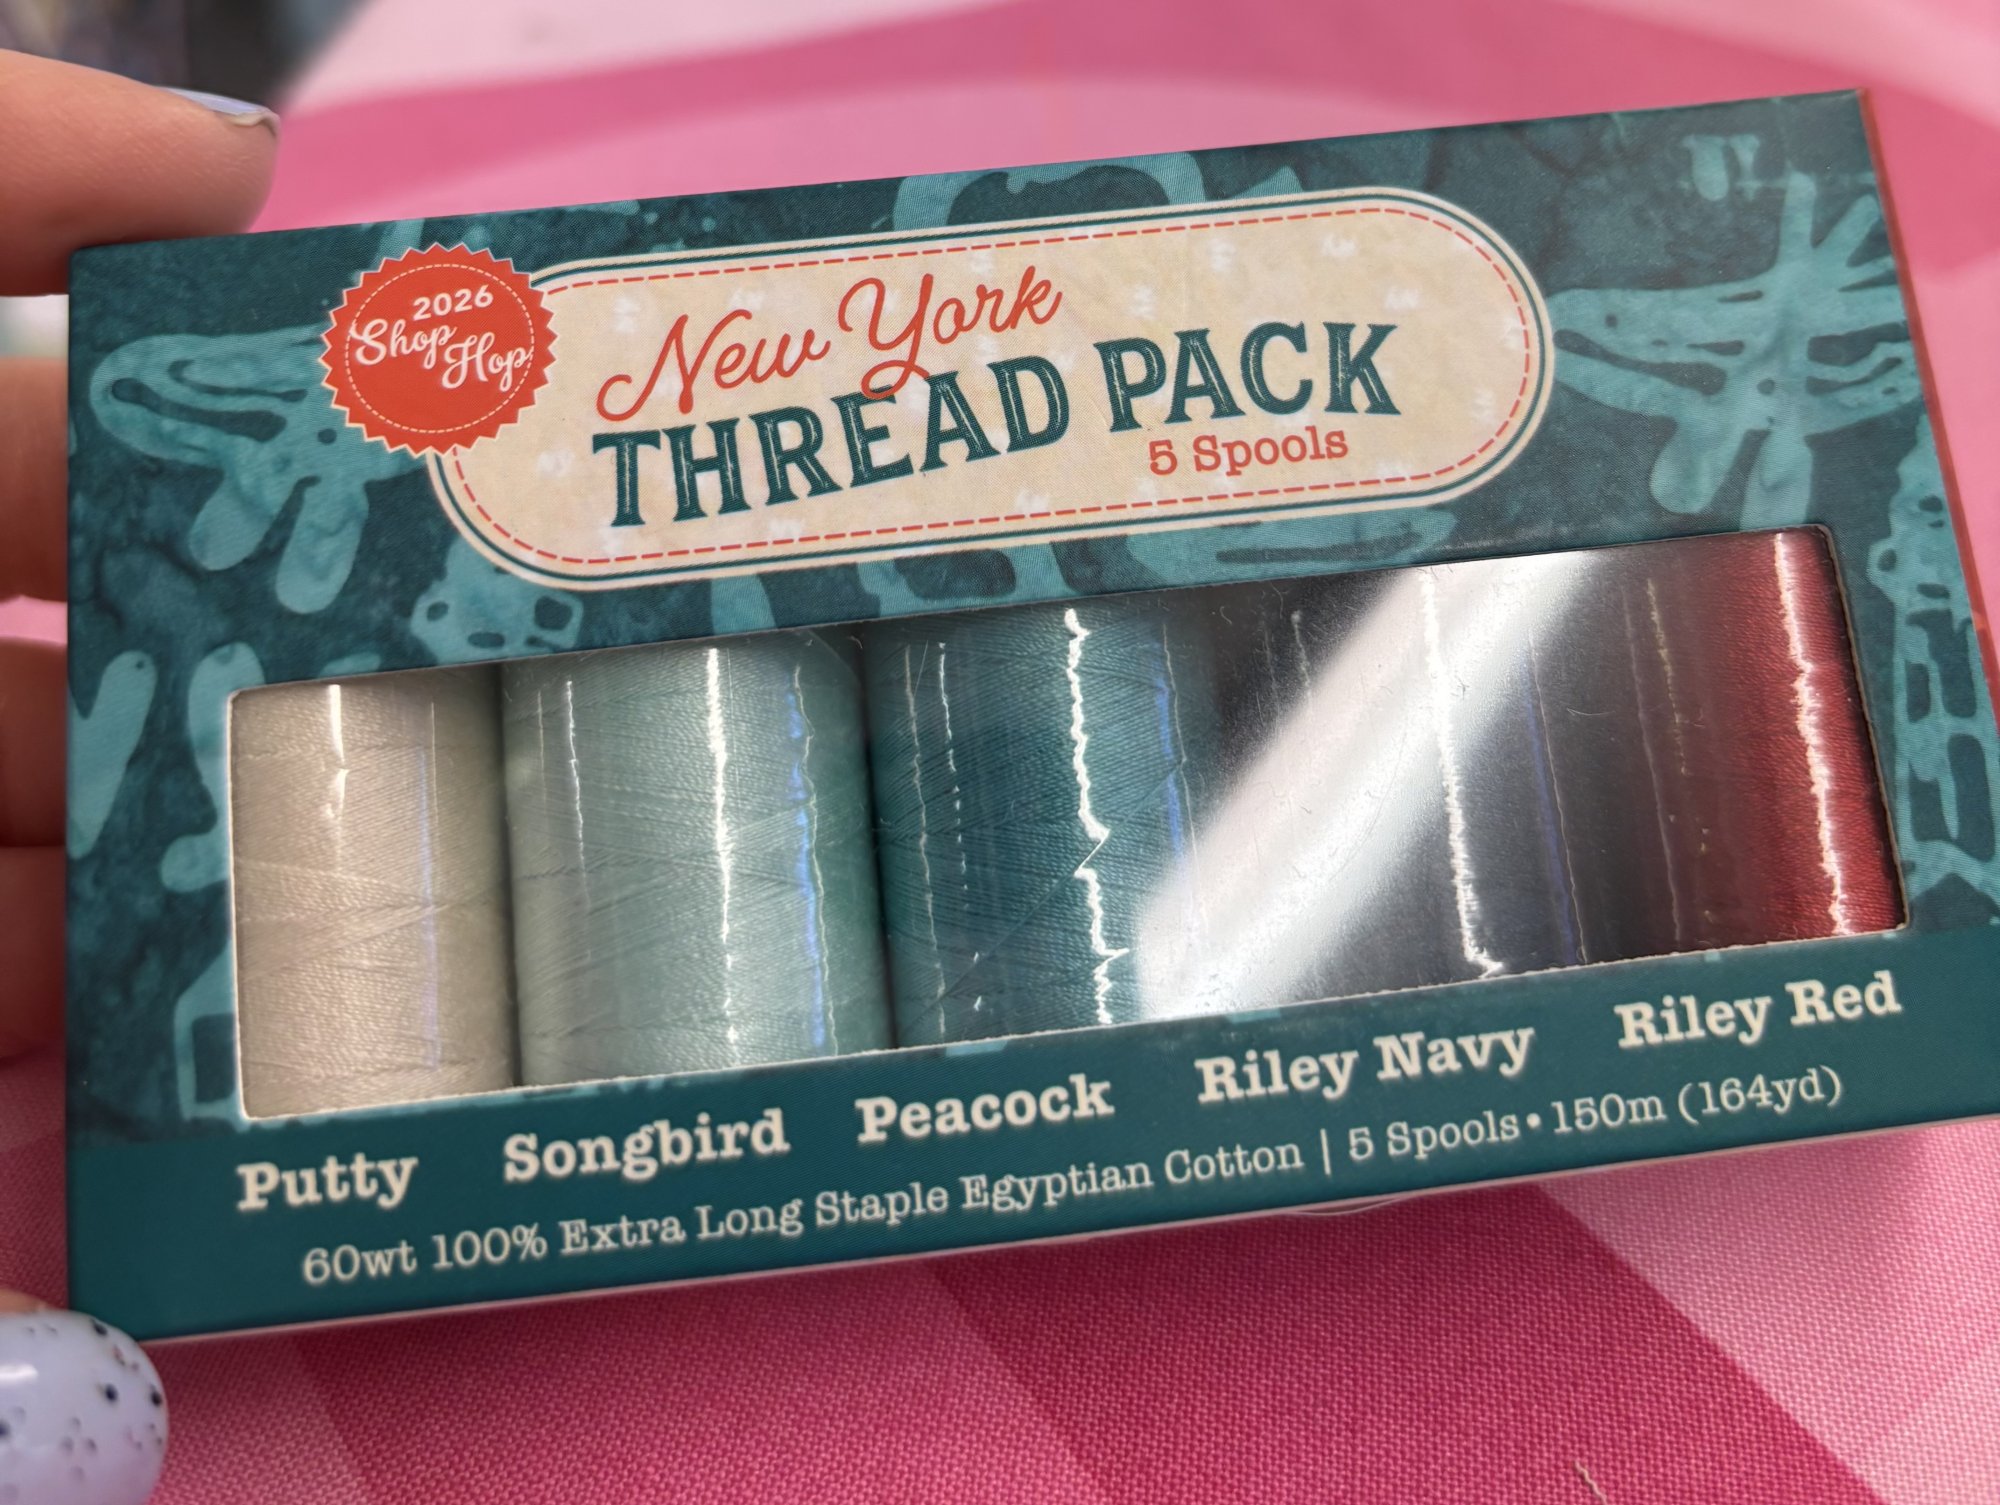 2026
Shop
Hop
New York
THREAD PACK
5 Spools
Putty Songbird Peacock Riley Navy Riley Red
60wt 100% Extra Long Staple Egyptian Cotton | 5 Spools • 150m (164yd)